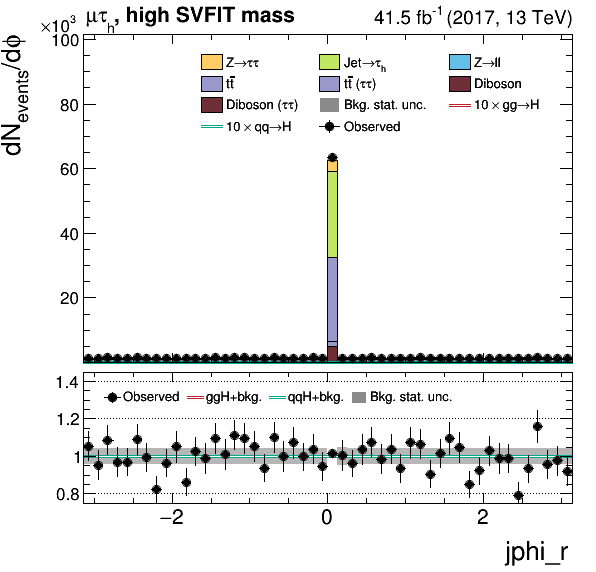 ×10³ μτₕ, high SVFIT mass 41.5 fb⁻¹ (2017, 13 TeV)
dN_events/dϕ
100
80
60
40
20
Z→ττ Jet→τₕ Z→ll
tt̄ tt̄ (ττ) Diboson
Diboson (ττ) Bkg. stat. unc. 10 × gg→H
10 × qq→H Observed
1.4
1.2
1
0.8
Observed ggH+bkg. qqH+bkg. Bkg. stat. unc.
−2 0 2
jphi_r